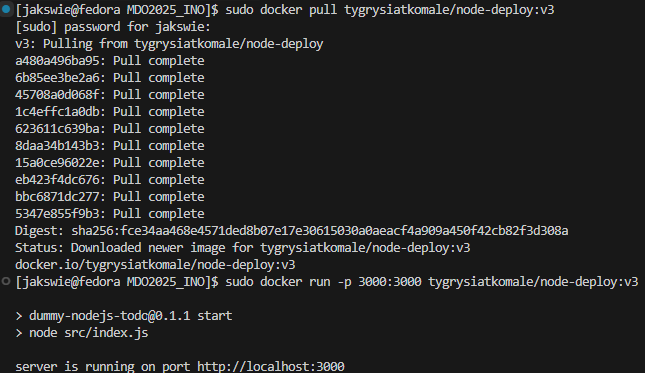 [jakswie@fedora MDO2025_INO]$ sudo docker pull tygrysiatkomale/node-deploy:v3
[sudo] password for jakswie:
v3: Pulling from tygrysiatkomale/node-deploy
a480a496ba95: Pull complete
6b85ee3be2a6: Pull complete
45708a0d068f: Pull complete
1c4effc1a0db: Pull complete
623611c639ba: Pull complete
8daa34b143b3: Pull complete
15a0ce96022e: Pull complete
eb423f4dc676: Pull complete
bbc6871dc277: Pull complete
5347e855f9b3: Pull complete
Digest: sha256:fce34aa468e4571ded8b07e17e30615030a0aeacf4a909a450f42cb82f3d308a
Status: Downloaded newer image for tygrysiatkomale/node-deploy:v3
docker.io/tygrysiatkomale/node-deploy:v3
[jakswie@fedora MDO2025_INO]$ sudo docker run -p 3000:3000 tygrysiatkomale/node-deploy:v3
> dummy-nodejs-todo@0.1.1 start
> node src/index.js
server is running on port http://localhost:3000